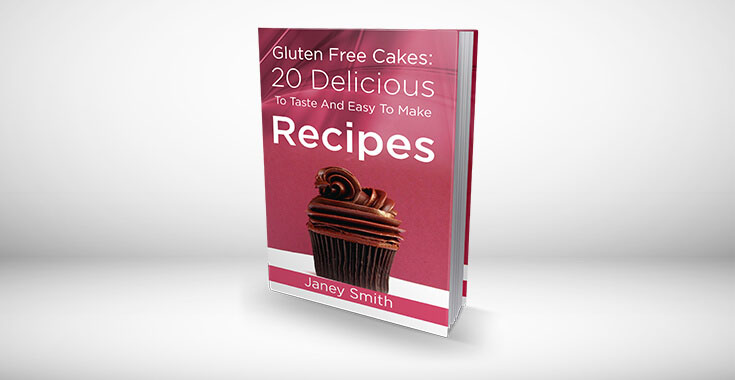 Gluten Free Cakes:
20 Delicious
To Taste And Easy To Make
Recipes
Janey Smith